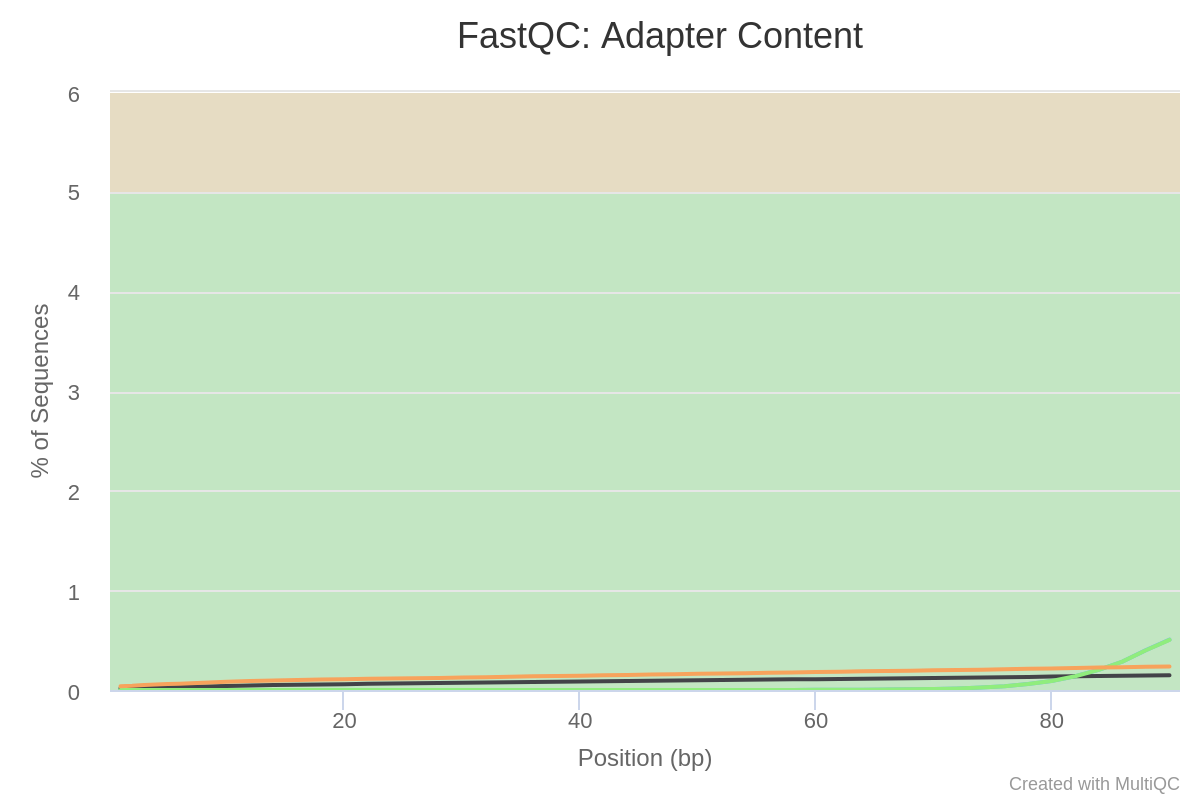 FastQC: Adapter Content
6
5
4
3
2
1
0
% of Sequences
20 40 60 80
Position (bp)
Created with MultiQC